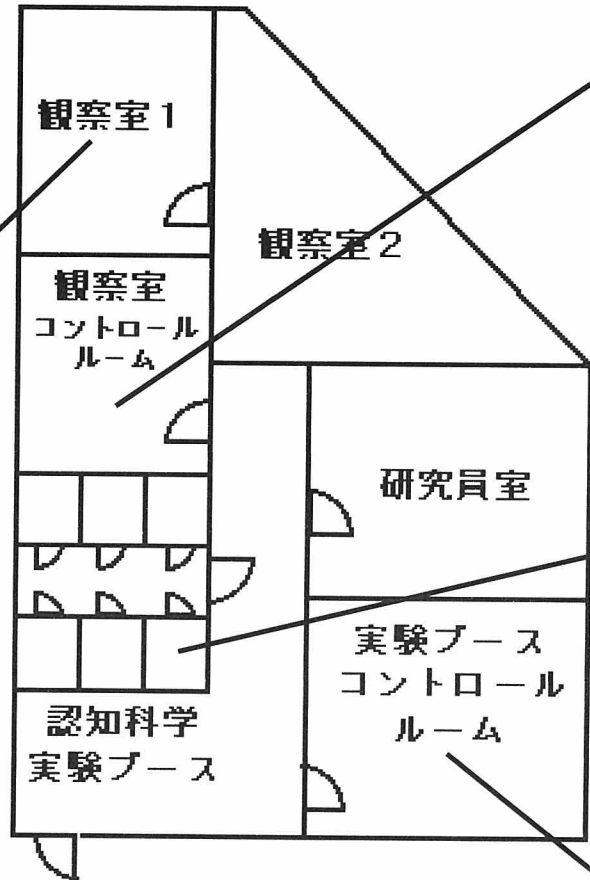 観察室1
観察室2
観察室
コントロール
ルーム
研究員室
実験ブース
コントロール
ルーム
認知科学
実験ブース